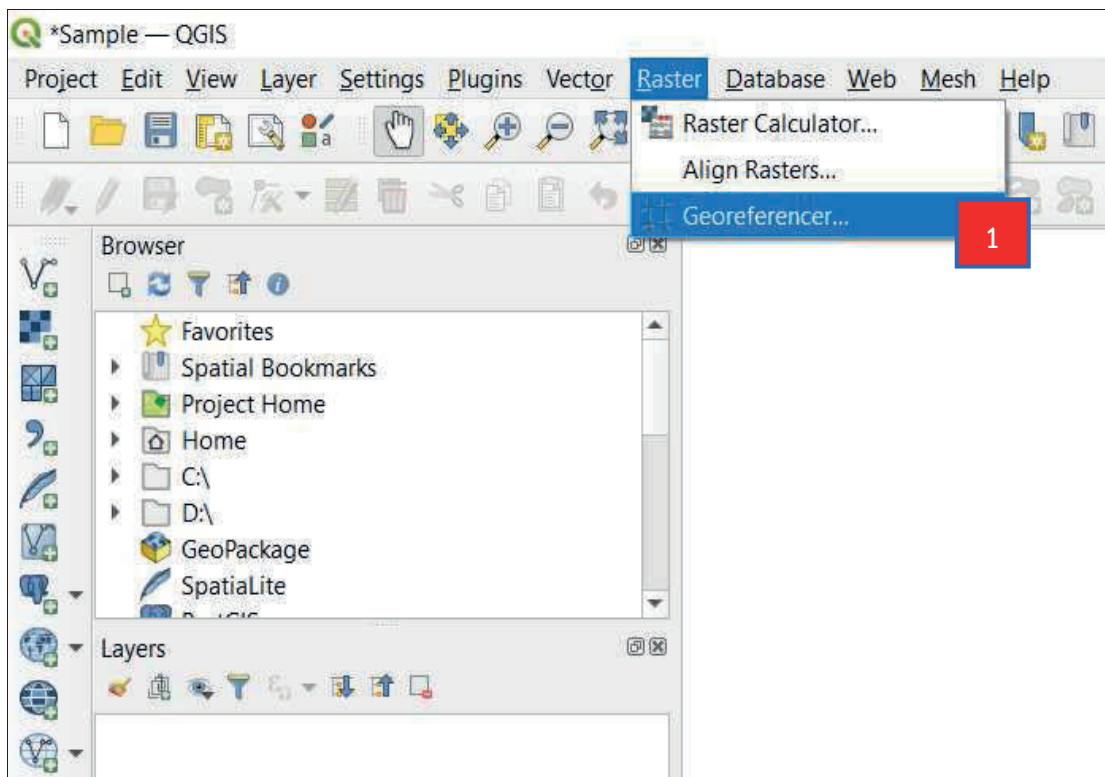 *Sample — QGIS
Project Edit View Layer Settings Plugins Vector Raster Database Web Mesh Help
Raster Calculator...
Align Rasters...
Georeferencer...
1
Browser
Favorites
Spatial Bookmarks
Project Home
Home
C:\
D:\
GeoPackage
SpatiaLite
Layers